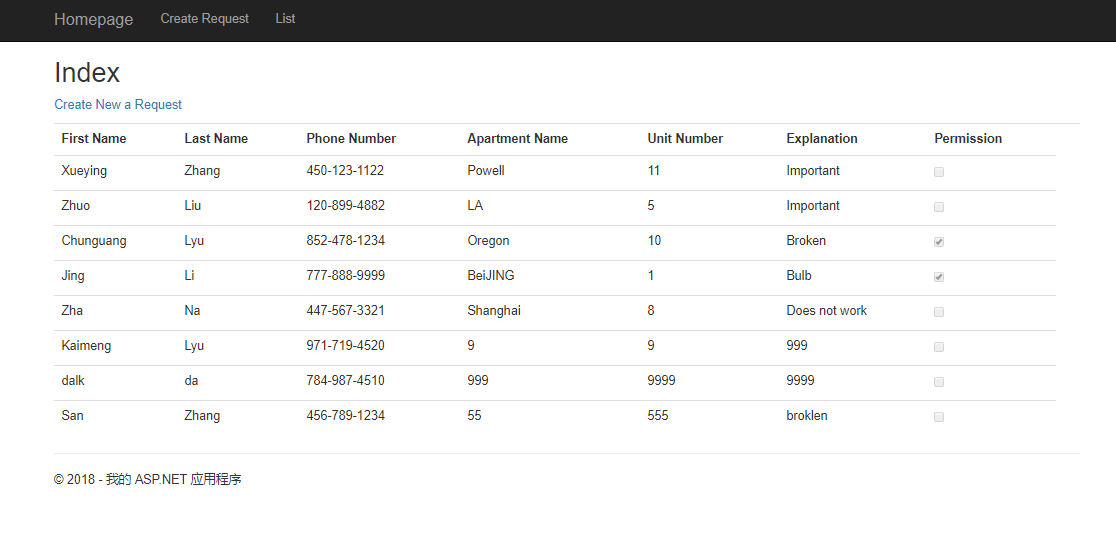 Homepage Create Request List
Index
Create New a Request
First Name Last Name Phone Number Apartment Name Unit Number Explanation Permission
Xueying Zhang 450-123-1122 Powell 11 Important
Zhuo Liu 120-899-4882 LA 5 Important
Chunguang Lyu 852-478-1234 Oregon 10 Broken
Jing Li 777-888-9999 BeiJING 1 Bulb
Zha Na 447-567-3321 Shanghai 8 Does not work
Kaimeng Lyu 971-719-4520 9 9 999
dalk da 784-987-4510 999 9999 9999
San Zhang 456-789-1234 55 555 broklen
© 2018 - 我的 ASP.NET 应用程序